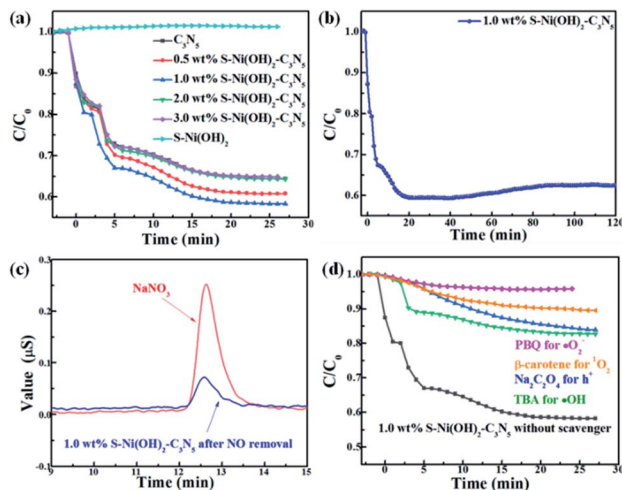 (a)
C₃N₅
0.5 wt% S-Ni(OH)₂-C₃N₅
1.0 wt% S-Ni(OH)₂-C₃N₅
2.0 wt% S-Ni(OH)₂-C₃N₅
3.0 wt% S-Ni(OH)₂-C₃N₅
S-Ni(OH)₂
C/C₀
1.0
0.9
0.8
0.7
0.6
0 5 10 15 20 25 30
Time (min)
(b)
1.0 wt% S-Ni(OH)₂-C₃N₅
C/C₀
1.0
0.9
0.8
0.7
0.6
0 20 40 60 80 100 120
Time (min)
(c)
NaNO₃
1.0 wt% S-Ni(OH)₂-C₃N₅ after NO removal
Value (μS)
0.3
0.2
0.1
0.0
-0.1
9 10 11 12 13 14 15
Time (min)
(d)
PBQ for •O₂⁻
β-carotene for ¹O₂
Na₂C₂O₄ for h⁺
TBA for •OH
1.0 wt% S-Ni(OH)₂-C₃N₅ without scavenger
C/C₀
1.0
0.9
0.8
0.7
0.6
0.5
0 5 10 15 20 25 30
Time (min)